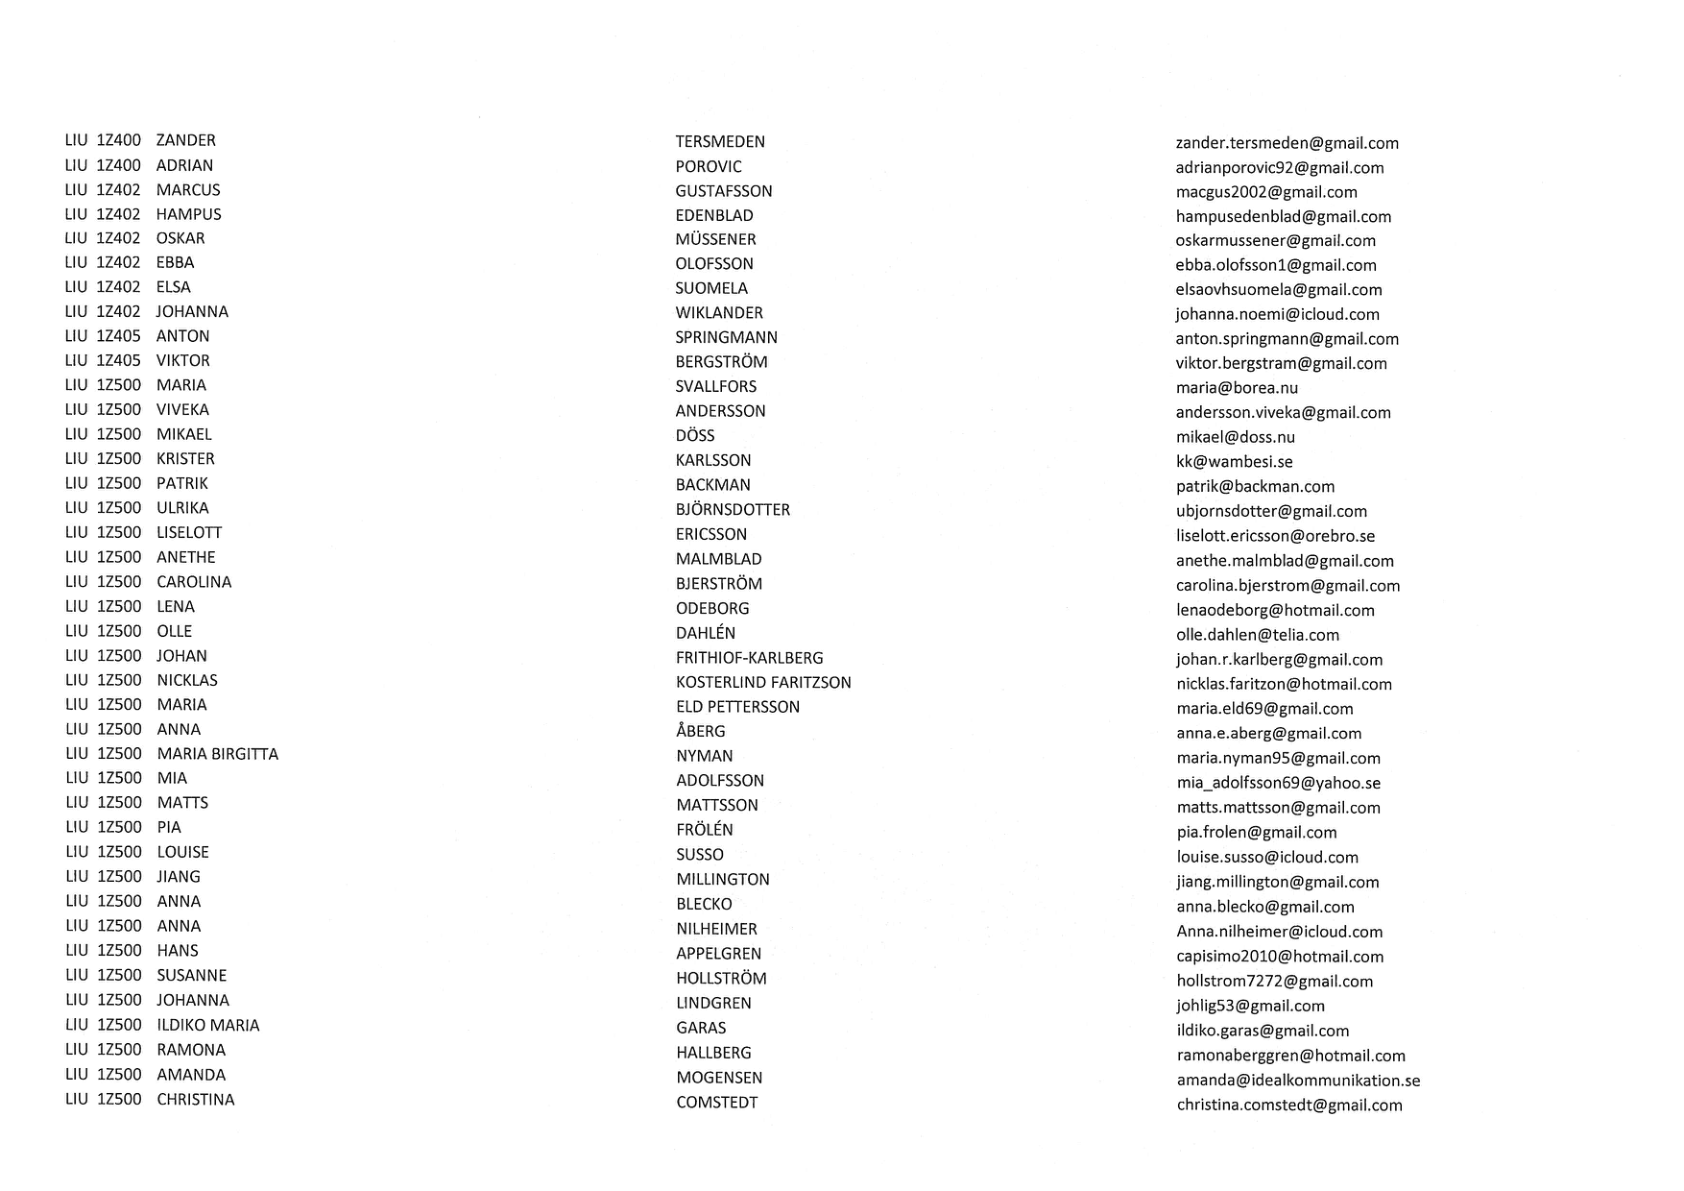 LIU 1Z400 ZANDER TERSMEDEN zander.tersmeden@gmail.com
LIU 1Z400 ADRIAN POROVIC adrianporovic92@gmail.com
LIU 1Z402 MARCUS GUSTAFSSON macgus2002@gmail.com
LIU 1Z402 HAMPUS EDENBLAD hampusedenblad@gmail.com
LIU 1Z402 OSKAR MÜSSENER oskarmussener@gmail.com
LIU 1Z402 EBBA OLOFSSON ebba.olofsson1@gmail.com
LIU 1Z402 ELSA SUOMELA elsaovhsuomela@gmail.com
LIU 1Z402 JOHANNA WIKLANDER johanna.noemi@icloud.com
LIU 1Z405 ANTON SPRINGMANN anton.springmann@gmail.com
LIU 1Z405 VIKTOR BERGSTRÖM viktor.bergstram@gmail.com
LIU 1Z500 MARIA SVALLFORS maria@borea.nu
LIU 1Z500 VIVEKA ANDERSSON andersson.viveka@gmail.com
LIU 1Z500 MIKAEL DÖSS mikael@doss.nu
LIU 1Z500 KRISTER KARLSSON kk@wambesi.se
LIU 1Z500 PATRIK BACKMAN patrik@backman.com
LIU 1Z500 ULRIKA BJÖRNSDOTTER ubjornsdotter@gmail.com
LIU 1Z500 LISELOTT ERICSSON liselott.ericsson@orebro.se
LIU 1Z500 ANETHE MALMBLAD anethe.malmblad@gmail.com
LIU 1Z500 CAROLINA BJERSTRÖM carolina.bjerstrom@gmail.com
LIU 1Z500 LENA ODEBORG lenaodeborg@hotmail.com
LIU 1Z500 OLLE DAHLÉN olle.dahlen@telia.com
LIU 1Z500 JOHAN FRITHIOF-KARLBERG johan.r.karlberg@gmail.com
LIU 1Z500 NICKLAS KOSTERLIND FARITZSON nicklas.faritzon@hotmail.com
LIU 1Z500 MARIA ELD PETTERSSON maria.eld69@gmail.com
LIU 1Z500 ANNA ÅBERG anna.e.aberg@gmail.com
LIU 1Z500 MARIA BIRGITTA NYMAN maria.nyman95@gmail.com
LIU 1Z500 MIA ADOLFSSON mia_adolfsson69@yahoo.se
LIU 1Z500 MATTS MATTSSON matts.mattsson@gmail.com
LIU 1Z500 PIA FRÖLÉN pia.frolen@gmail.com
LIU 1Z500 LOUISE SUSSO louise.susso@icloud.com
LIU 1Z500 JIANG MILLINGTON jiang.millington@gmail.com
LIU 1Z500 ANNA BLECKO anna.blecko@gmail.com
LIU 1Z500 ANNA NILHEIMER Anna.nilheimer@icloud.com
LIU 1Z500 HANS APPELGREN capisimo2010@hotmail.com
LIU 1Z500 SUSANNE HOLLSTRÖM hollstrom7272@gmail.com
LIU 1Z500 JOHANNA LINDGREN johlig53@gmail.com
LIU 1Z500 ILDIKO MARIA GARAS ildiko.garas@gmail.com
LIU 1Z500 RAMONA HALLBERG ramonaberggren@hotmail.com
LIU 1Z500 AMANDA MOGENSEN amanda@idealkommunikation.se
LIU 1Z500 CHRISTINA COMSTEDT christina.comstedt@gmail.com